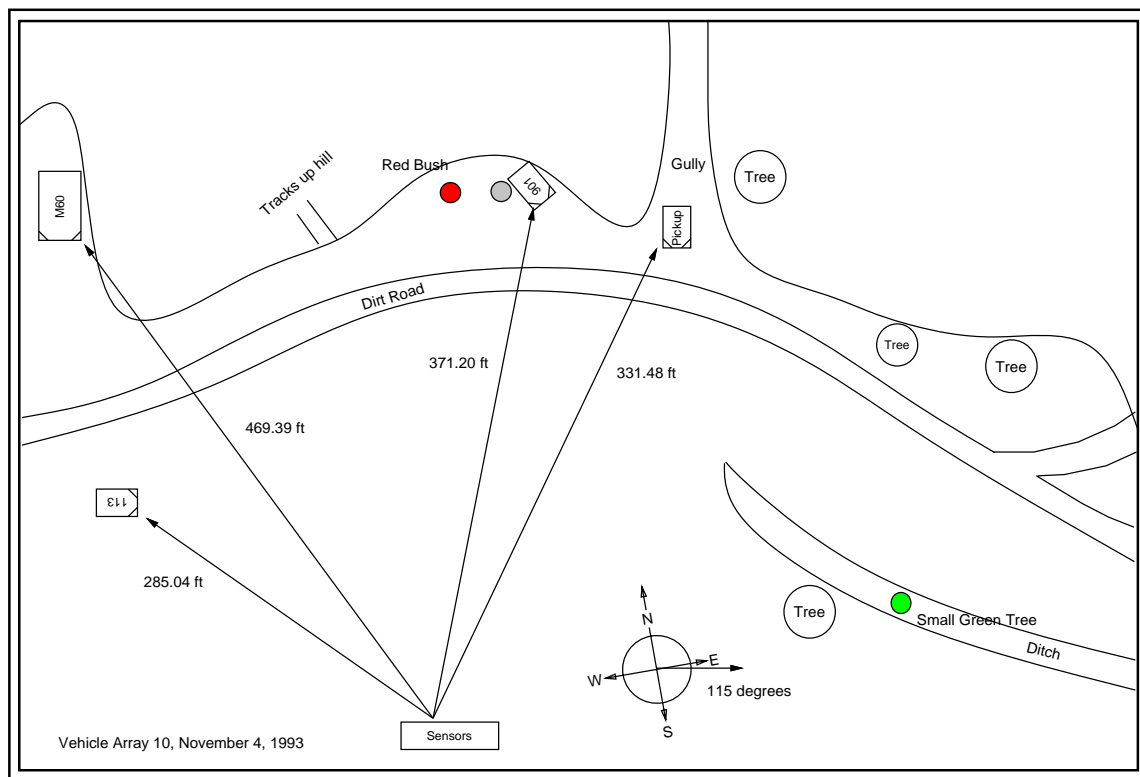 Red Bush
Tracks up hill
Gully
Tree
M60
901
Pickup
Dirt Road
371.20 ft
331.48 ft
Tree
Tree
469.39 ft
113
285.04 ft
Tree
Small Green Tree
Ditch
N
E
W
S
115 degrees
Sensors
Vehicle Array 10, November 4, 1993